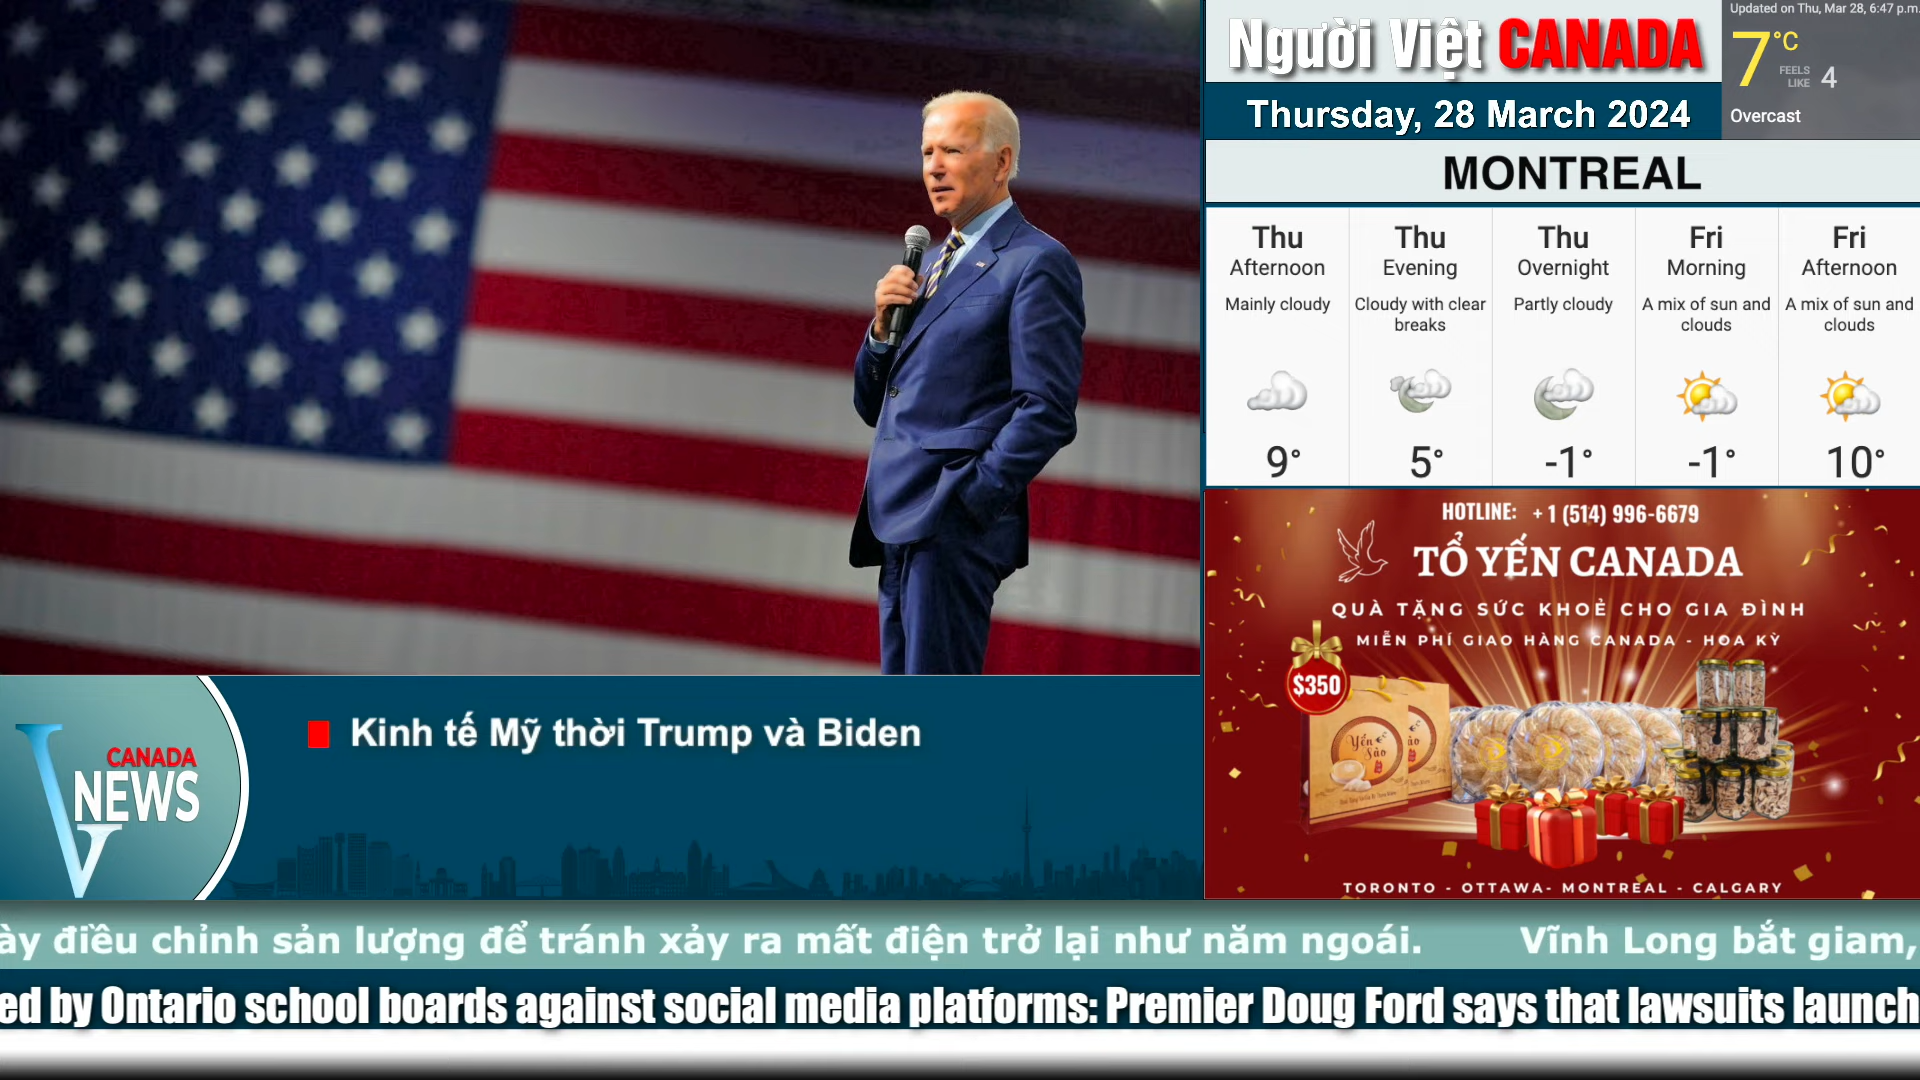 Người Việt CANADA
Thursday, 28 March 2024
Updated on Thu, Mar 28, 6:47 p.m.
7°C
FEELS LIKE 4
Overcast
MONTREAL
Thu
Afternoon
Mainly cloudy
9°
Thu
Evening
Cloudy with clear
breaks
5°
Thu
Overnight
Partly cloudy
-1°
Fri
Morning
A mix of sun and
clouds
-1°
Fri
Afternoon
A mix of sun and
clouds
10°
HOTLINE: + 1 (514) 996-6679
TỔ YẾN CANADA
QUÀ TẶNG SỨC KHOẺ CHO GIA ĐÌNH
MIỄN PHÍ GIAO HÀNG CANADA - HOA KỲ
$350
Yến Sào
TORONTO - OTTAWA- MONTREAL - CALGARY
CANADA
V NEWS
Kinh tế Mỹ thời Trump và Biden
ày điều chỉnh sản lượng để tránh xảy ra mất điện trở lại như năm ngoái. Vĩnh Long bắt giam,
ed by Ontario school boards against social media platforms: Premier Doug Ford says that lawsuits launch